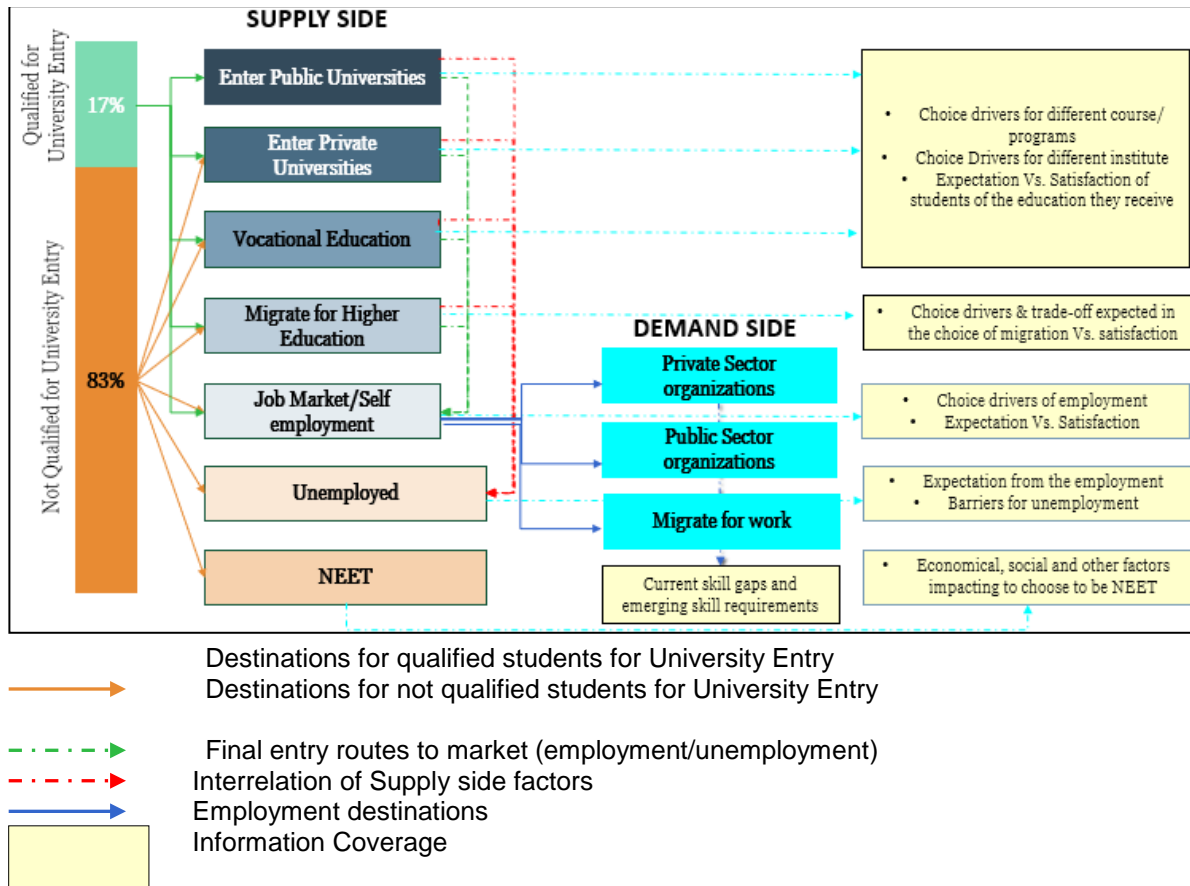 SUPPLY SIDE
Qualified for
University Entry
17%
Not Qualified for University Entry
83%
Enter Public Universities
Enter Private
Universities
Vocational Education
Migrate for Higher
Education
Job Market/Self
employment
Unemployed
NEET
DEMAND SIDE
Private Sector
organizations
Public Sector
organizations
Migrate for work
Current skill gaps and
emerging skill requirements
• Choice drivers for different course/
programs
• Choice Drivers for different institute
• Expectation Vs. Satisfaction of
students of the education they receive
• Choice drivers & trade-off expected in
the choice of migration Vs. satisfaction
• Choice drivers of employment
• Expectation Vs. Satisfaction
• Expectation from the employment
• Barriers for unemployment
• Economical, social and other factors
impacting to choose to be NEET
Destinations for qualified students for University Entry
Destinations for not qualified students for University Entry
Final entry routes to market (employment/unemployment)
Interrelation of Supply side factors
Employment destinations
Information Coverage